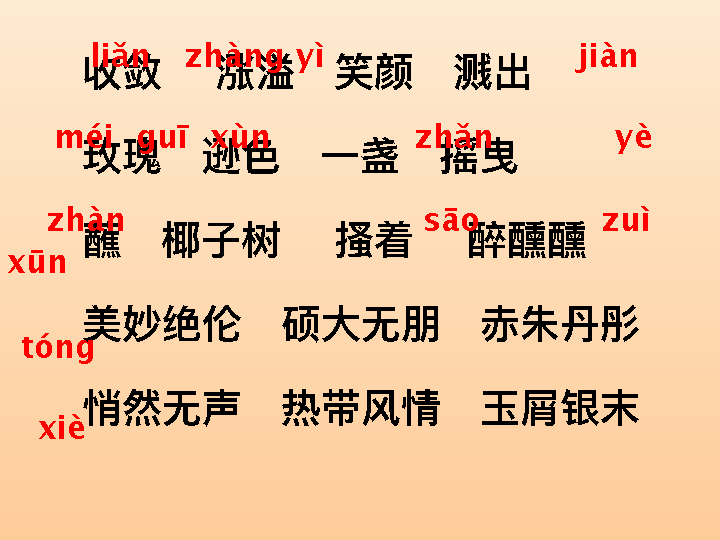 liǎn zhàng yì jiàn
收敛 涨溢 笑颜 溅出
méi guī xùn zhǎn yè
玫瑰 逊色 一盏 摇曳
zhàn sāo zuì
蘸 椰子树 搔着 醉醺醺
xūn
美妙绝伦 硕大无朋 赤朱丹彤
tóng
悄然无声 热带风情 玉屑银末
xiè